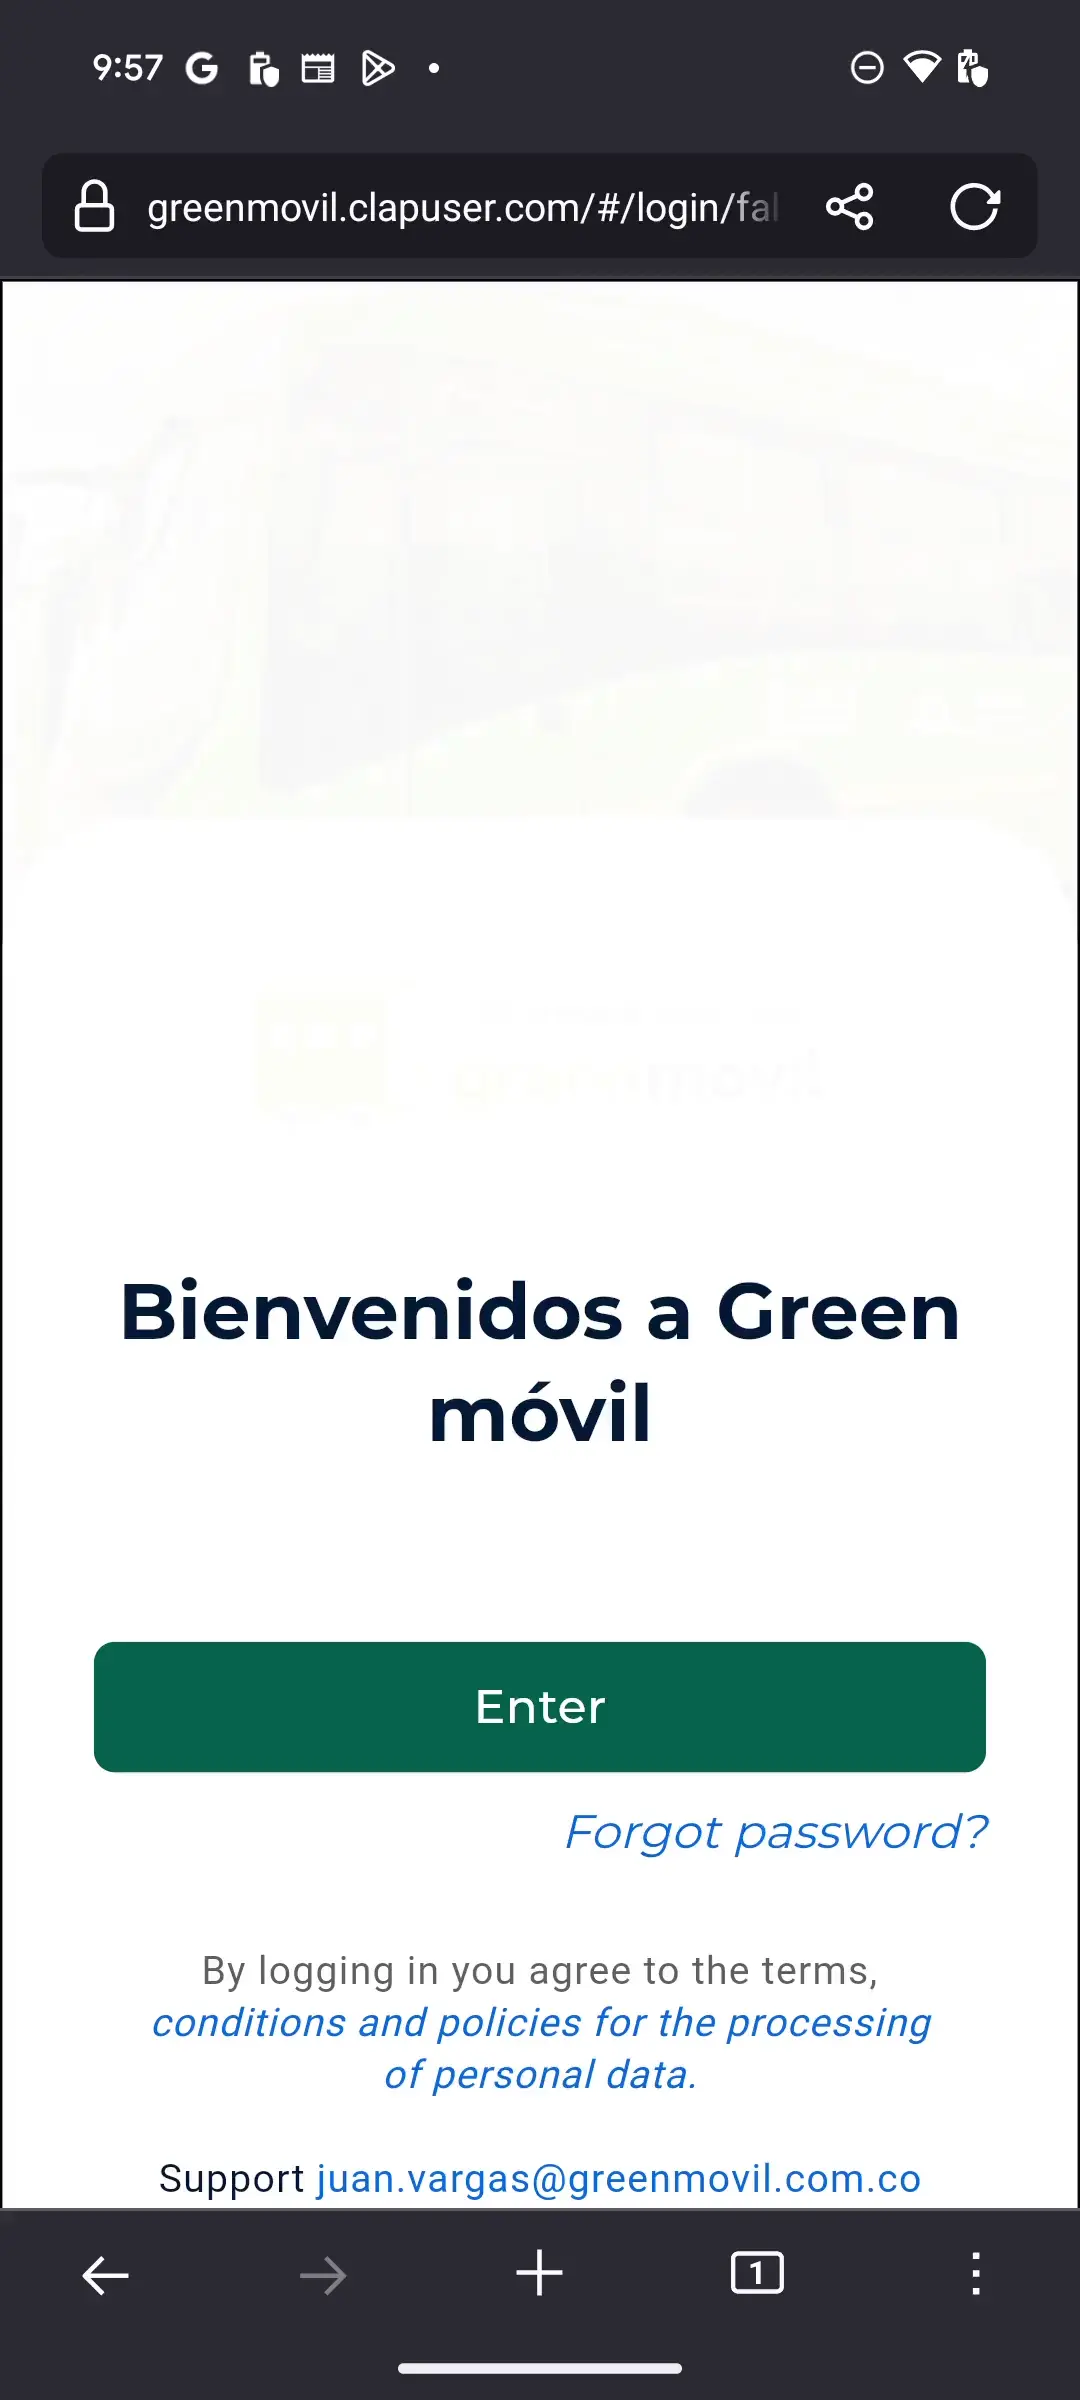 9:57
greenmovil.clapuser.com/#/login/fal
Bienvenidos a Green
móvil
Enter
Forgot password?
By logging in you agree to the terms,
conditions and policies for the processing
of personal data.
Support juan.vargas@greenmovil.com.co
1